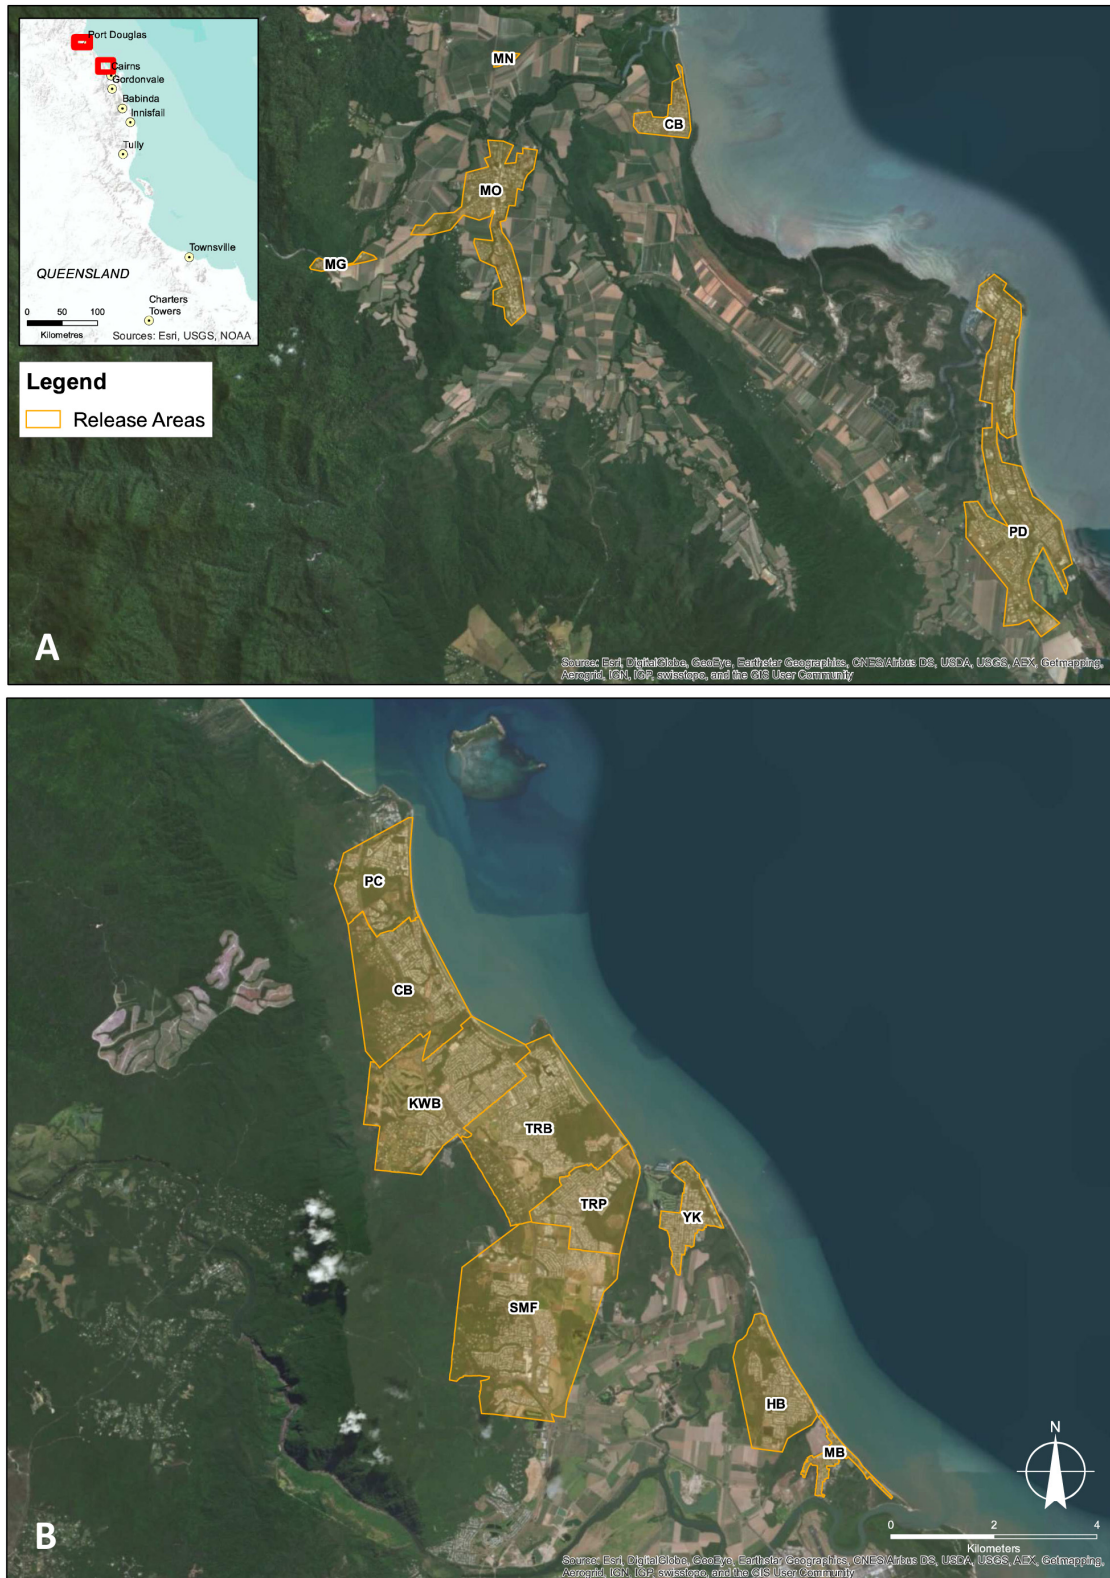 Port Douglas
Cairns
Gordonvale
Babinda
Innisfail
Tully
Townsville
QUEENSLAND
Charters
Towers
0 50 100
Kilometres
Sources: Esri, USGS, NOAA
Legend
Release Areas
MN
CB
MO
MG
PD
A
Source: Esri, DigitalGlobe, GeoEye, Earthstar Geographics, CNES/Airbus DS, USDA, USGS, AEX, Getmapping,
Aerogrid, IGN, IGP, swisstopo, and the GIS User Community
PC
CB
KWB
TRB
TRP
YK
SMF
HB
MB
N
0 2 4
Kilometers
B
Source: Esri, DigitalGlobe, GeoEye, Earthstar Geographics, CNES/Airbus DS, USDA, USGS, AEX, Getmapping,
Aerogrid, IGN, IGP, swisstopo, and the GIS User Community